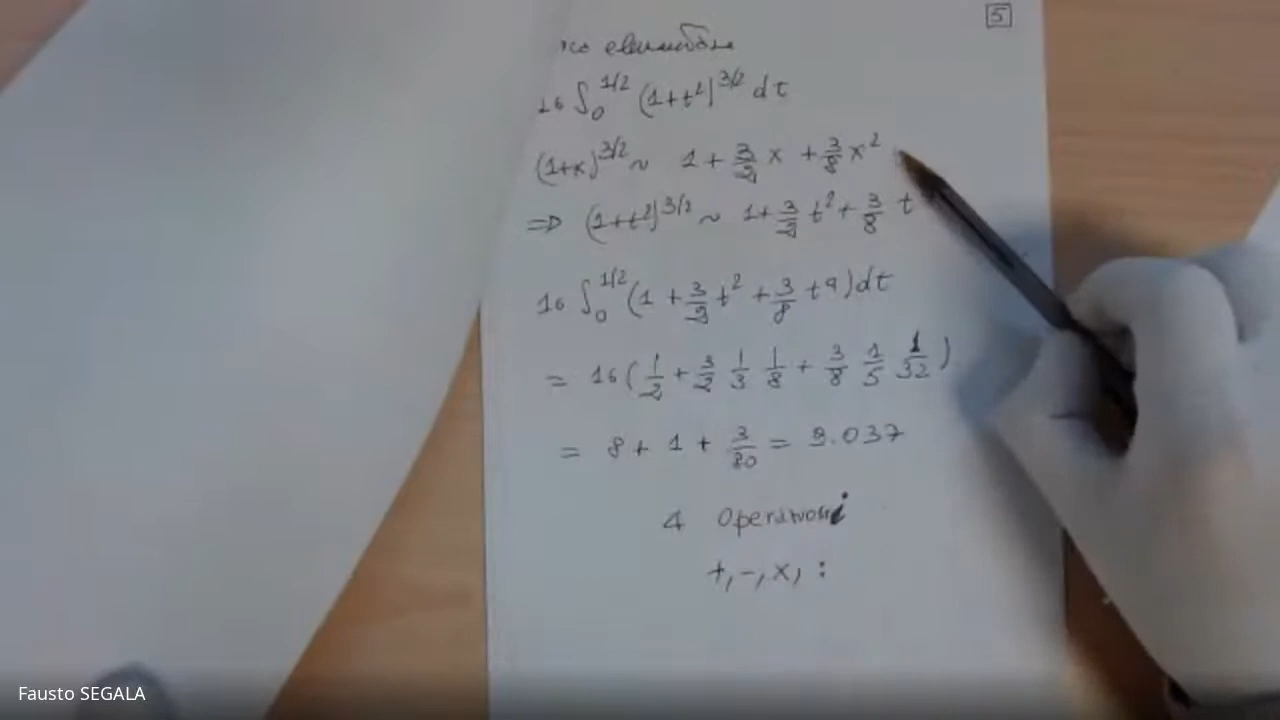 5
16 ∫₀^1/2 (1+t²)^3/2 dt
(1+x)^3/2 ~ 1 + 3/2 x + 3/8 x²
⇒ (1+t²)^3/2 ~ 1 + 3/2 t² + 3/8 t
16 ∫₀^1/2 (1 + 3/2 t² + 3/8 t⁴) dt
= 16 ( 1/2 + 3/2 1/3 1/8 + 3/8 1/5 1/32 )
= 8 + 1 + 3/80 = 9.037
4 operazioni
+, -, x, :
Fausto SEGALA